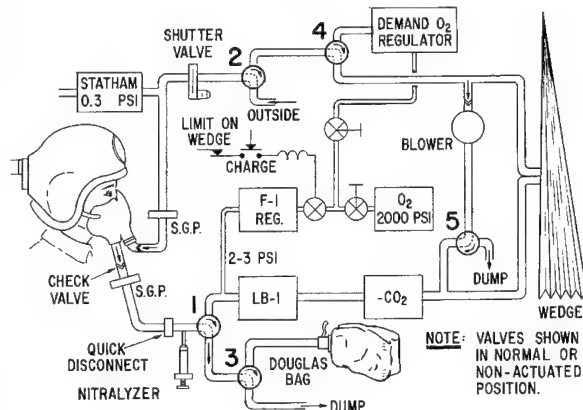 SHUTTER
VALVE
2
4
DEMAND O₂
REGULATOR
STATHAM
0.3 PSI
OUTSIDE
LIMIT ON
WEDGE
CHARGE
BLOWER
S.G.P.
F-1
REG.
O₂
2000 PSI
5
2-3 PSI
CHECK
VALVE
S.G.P.
1
LB-1
-CO₂
DUMP
WEDGE
QUICK
DISCONNECT
NITRALYZER
3
DOUGLAS
BAG
DUMP
NOTE: VALVES SHOWN
IN NORMAL OR
NON-ACTUATED
POSITION.